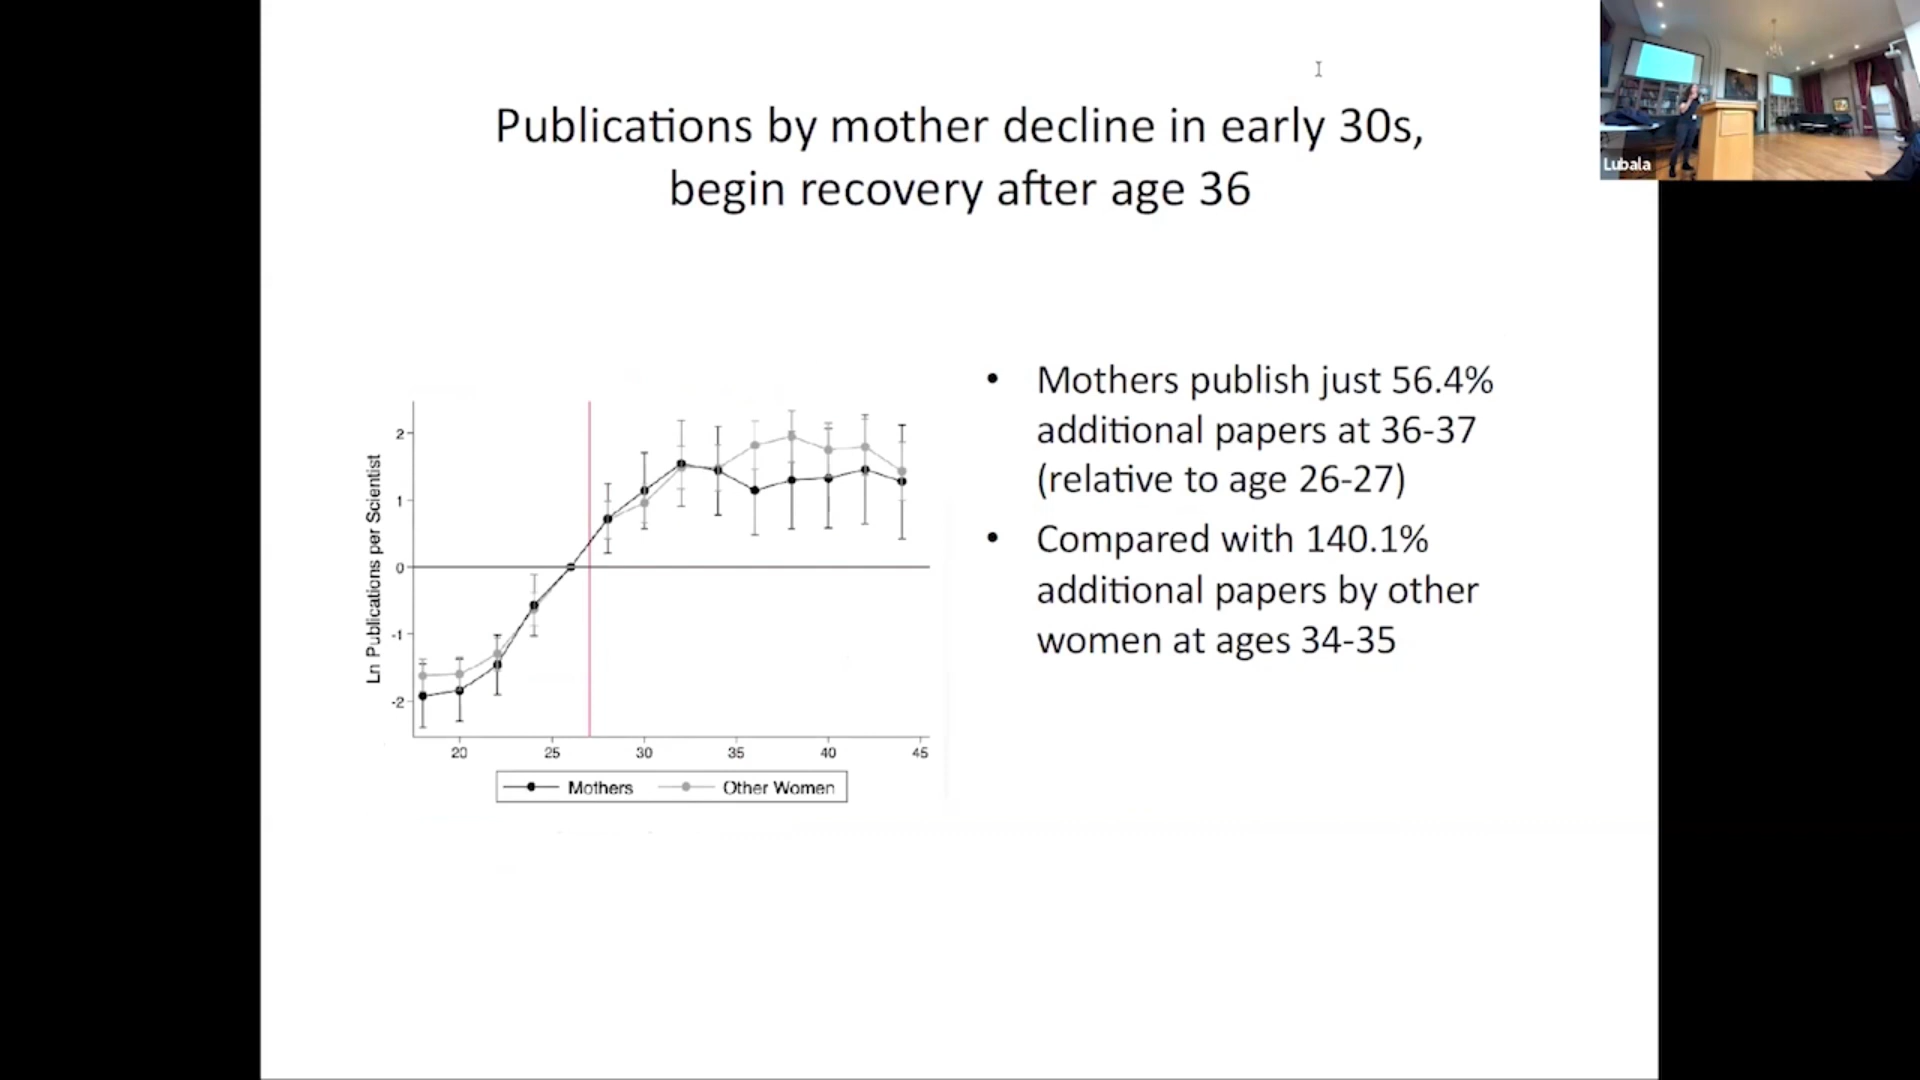 Publications by mother decline in early 30s,
begin recovery after age 36
Lubala
Mothers publish just 56.4%
additional papers at 36-37
(relative to age 26-27)
Compared with 140.1%
additional papers by other
women at ages 34-35
Ln Publications per Scientist
2
1
0
-1
-2
20 25 30 35 40 45
Mothers Other Women